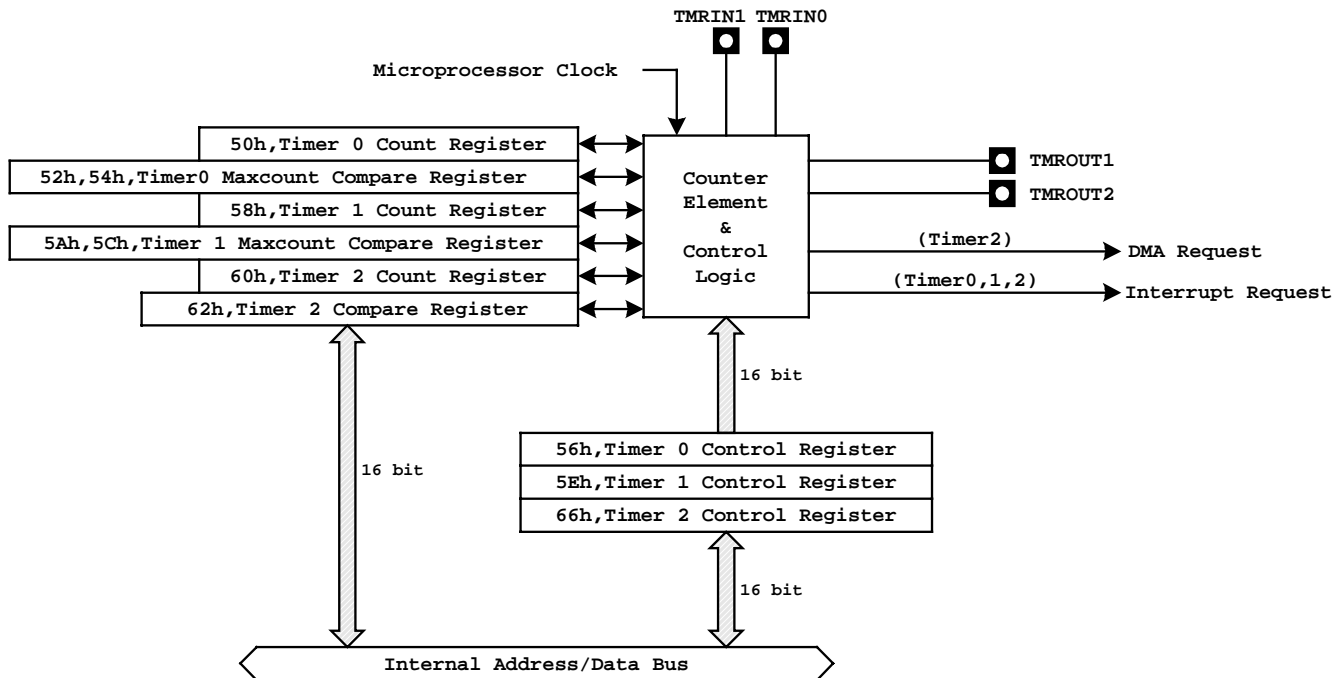 TMRIN1 TMRIN0
Microprocessor Clock
50h,Timer 0 Count Register
52h,54h,Timer0 Maxcount Compare Register
58h,Timer 1 Count Register
5Ah,5Ch,Timer 1 Maxcount Compare Register
60h,Timer 2 Count Register
62h,Timer 2 Compare Register
Counter
Element
&
Control
Logic
TMROUT1
TMROUT2
(Timer2)
DMA Request
(Timer0,1,2)
Interrupt Request
16 bit
56h,Timer 0 Control Register
5Eh,Timer 1 Control Register
66h,Timer 2 Control Register
16 bit
16 bit
Internal Address/Data Bus